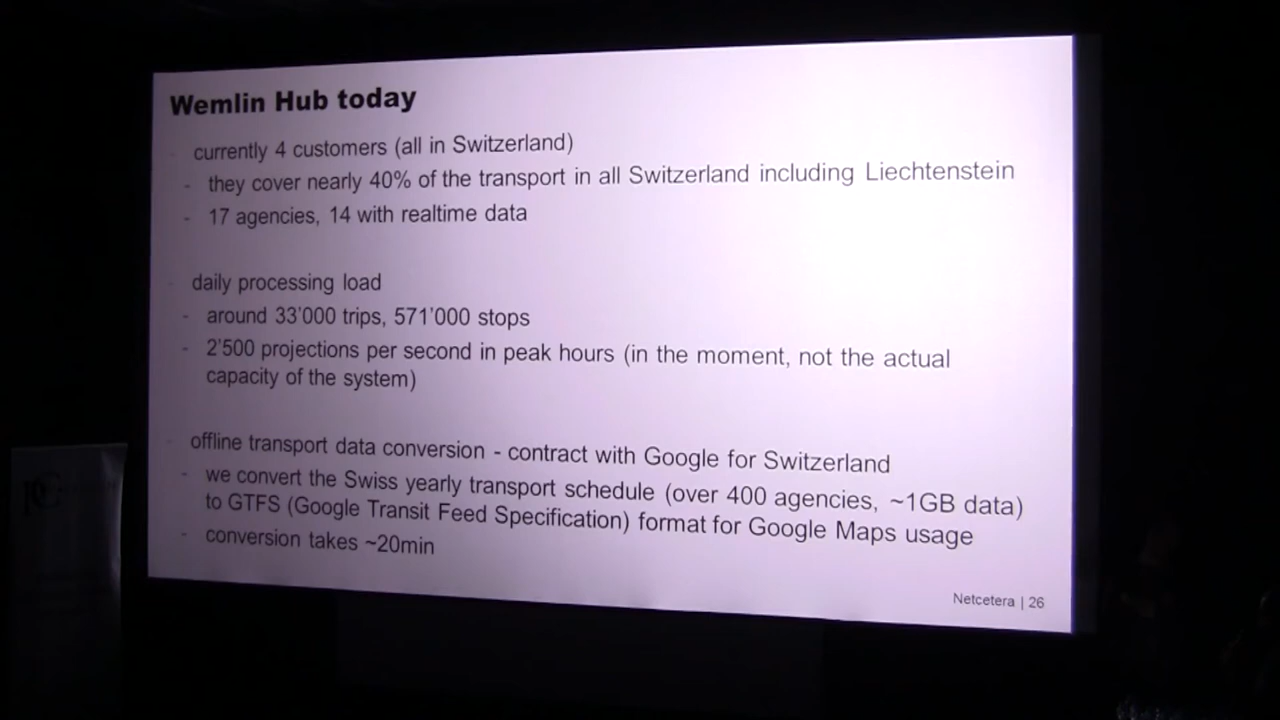 Wemlin Hub today
- currently 4 customers (all in Switzerland)
- they cover nearly 40% of the transport in all Switzerland including Liechtenstein
- 17 agencies, 14 with realtime data
- daily processing load
- around 33'000 trips, 571'000 stops
- 2'500 projections per second in peak hours (in the moment, not the actual
capacity of the system)
- offline transport data conversion - contract with Google for Switzerland
- we convert the Swiss yearly transport schedule (over 400 agencies, ~1GB data)
to GTFS (Google Transit Feed Specification) format for Google Maps usage
- conversion takes ~20min
Netcetera | 26